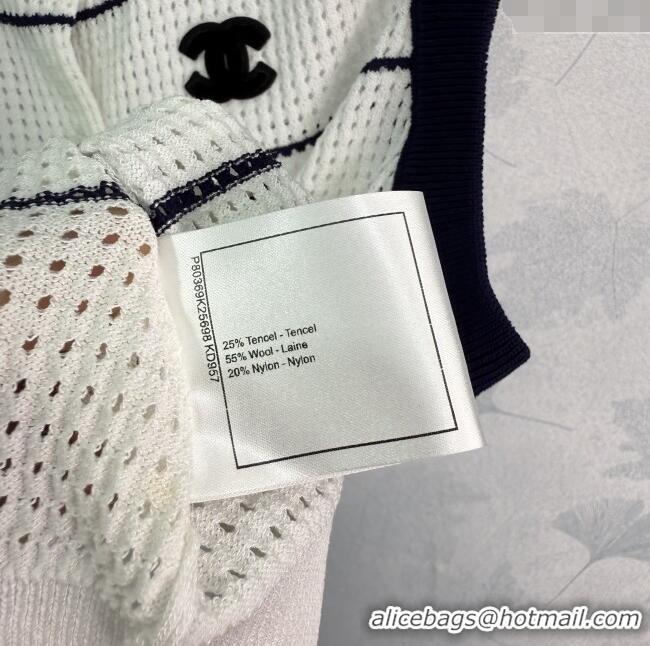 P80369K25698 KD957
25% Tencel - Tencel
55% Wool - Laine
20% Nylon - Nylon
alicebags@hotmail.com